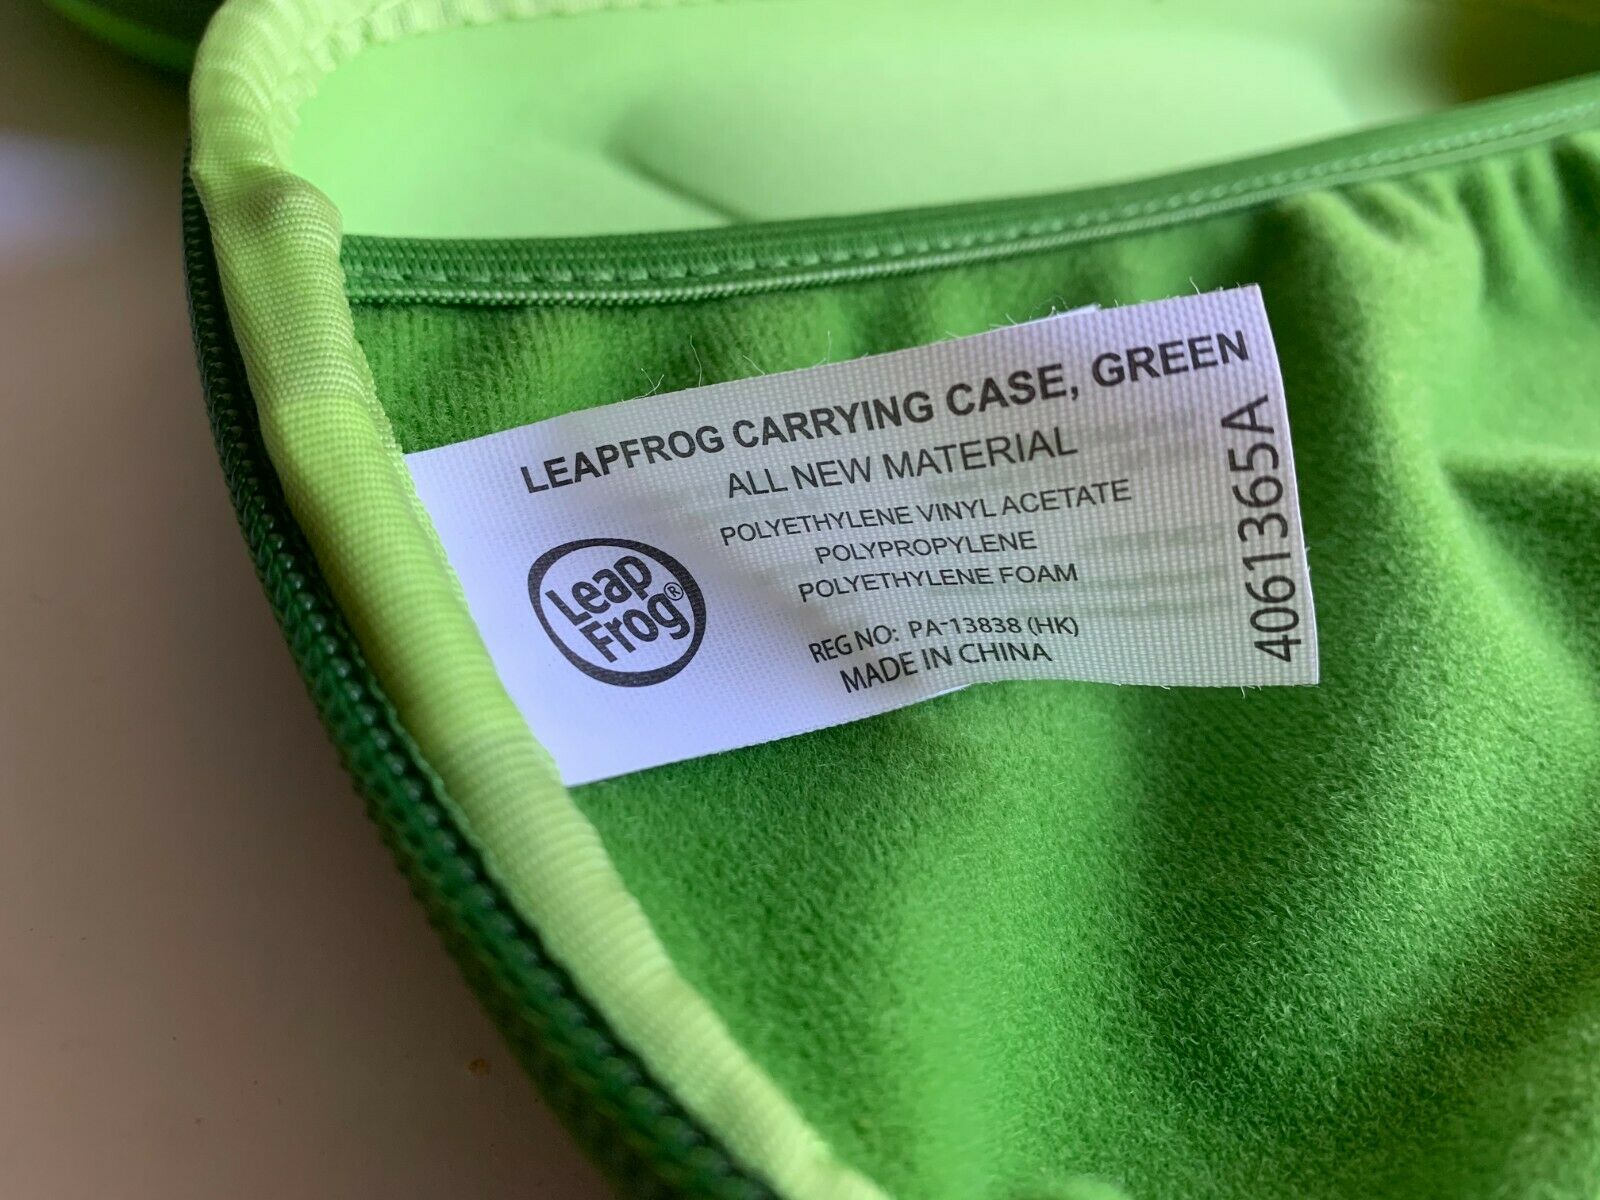 LEAPFROG CARRYING CASE, GREEN
ALL NEW MATERIAL
POLYETHYLENE VINYL ACETATE
POLYPROPYLENE
POLYETHYLENE FOAM
Leap
Frog®
REG NO: PA-13838 (HK)
MADE IN CHINA
4061365A